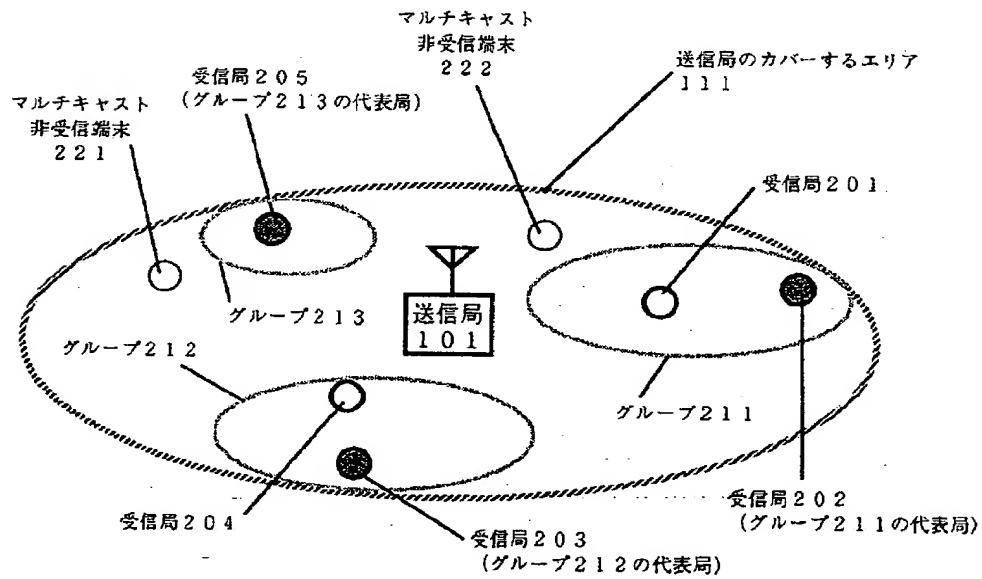 マルチキャスト
非受信端末
222
送信局のカバーするエリア
111
受信局205
(グループ213の代表局)
マルチキャスト
非受信端末
221
受信局201
グループ213
送信局
101
グループ212
グループ211
受信局204
受信局203
(グループ212の代表局)
受信局202
(グループ211の代表局)